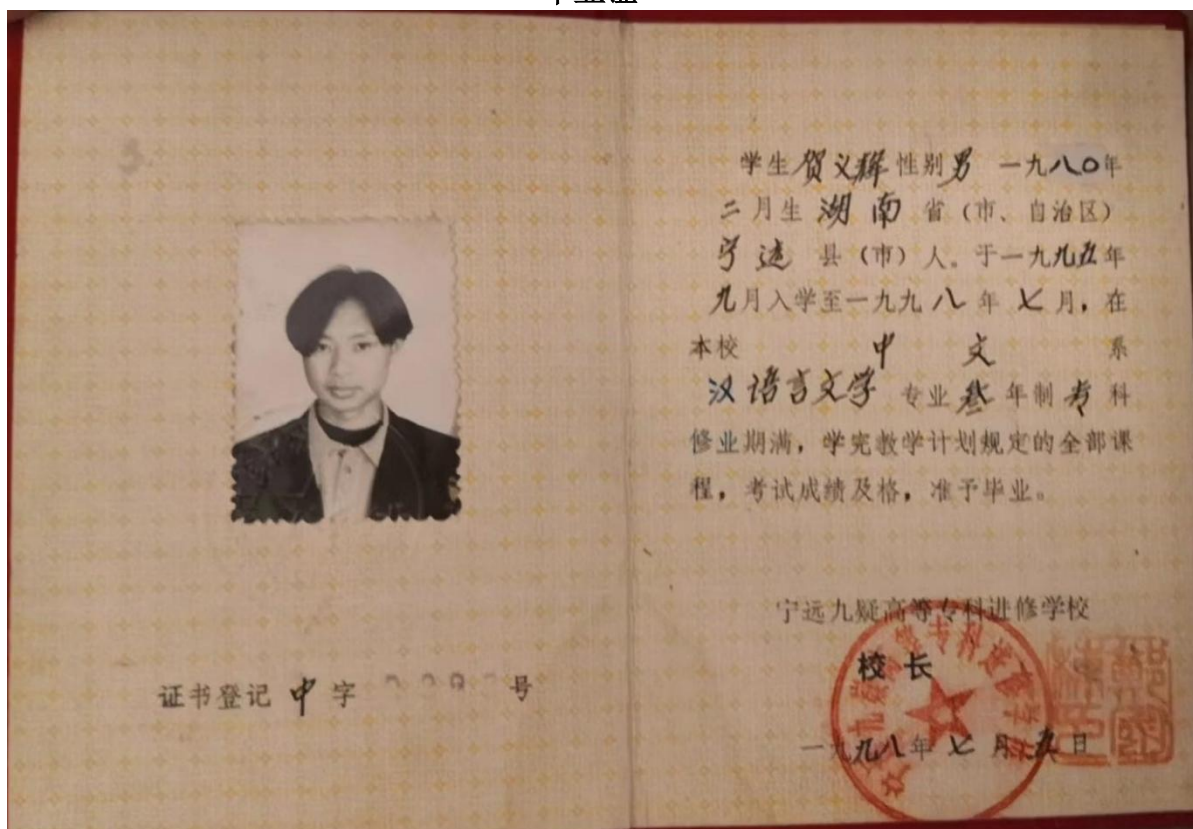 学生贺义辉性别男 一九八〇年
二月生 湖南 省（市、自治区）
宁远 县（市）人。于一九九五年
九月入学至一九九八年七月，在
本校 中文 系
汉语言文学 专业叁年制专科
修业期满，学完教学计划规定的全部课
程，考试成绩及格，准予毕业。
宁远九疑高等专科进修学校
校长
一九九八年七月五日
证书登记 中 字 号